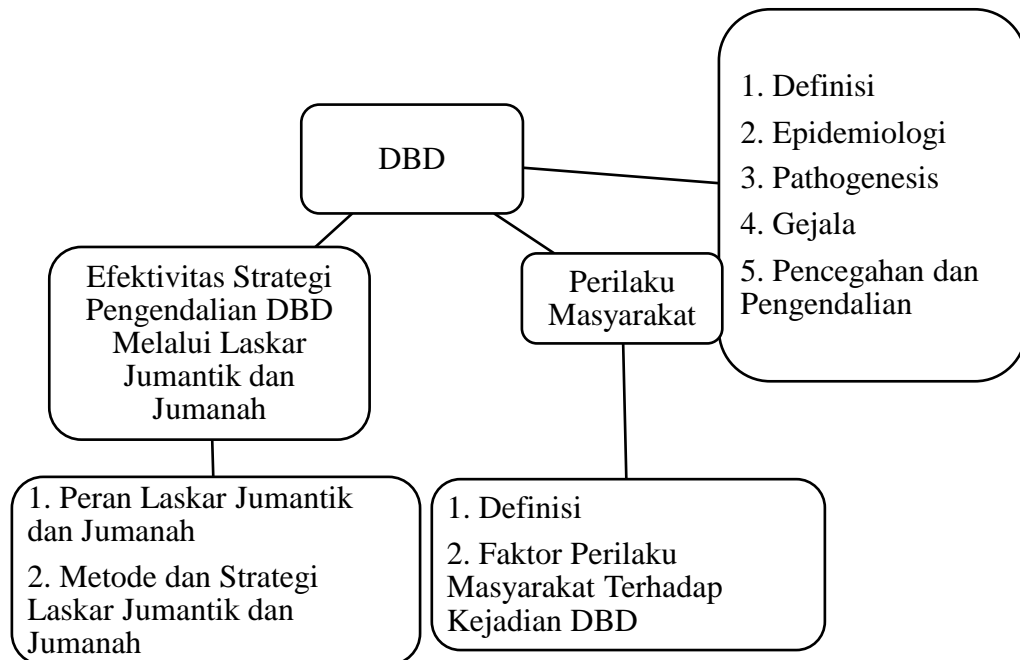 DBD
1. Definisi
2. Epidemiologi
3. Pathogenesis
4. Gejala
5. Pencegahan dan
Pengendalian
Efektivitas Strategi
Pengendalian DBD
Melalui Laskar
Jumantik dan
Jumanah
Perilaku
Masyarakat
1. Peran Laskar Jumantik
dan Jumanah
2. Metode dan Strategi
Laskar Jumantik dan
Jumanah
1. Definisi
2. Faktor Perilaku
Masyarakat Terhadap
Kejadian DBD